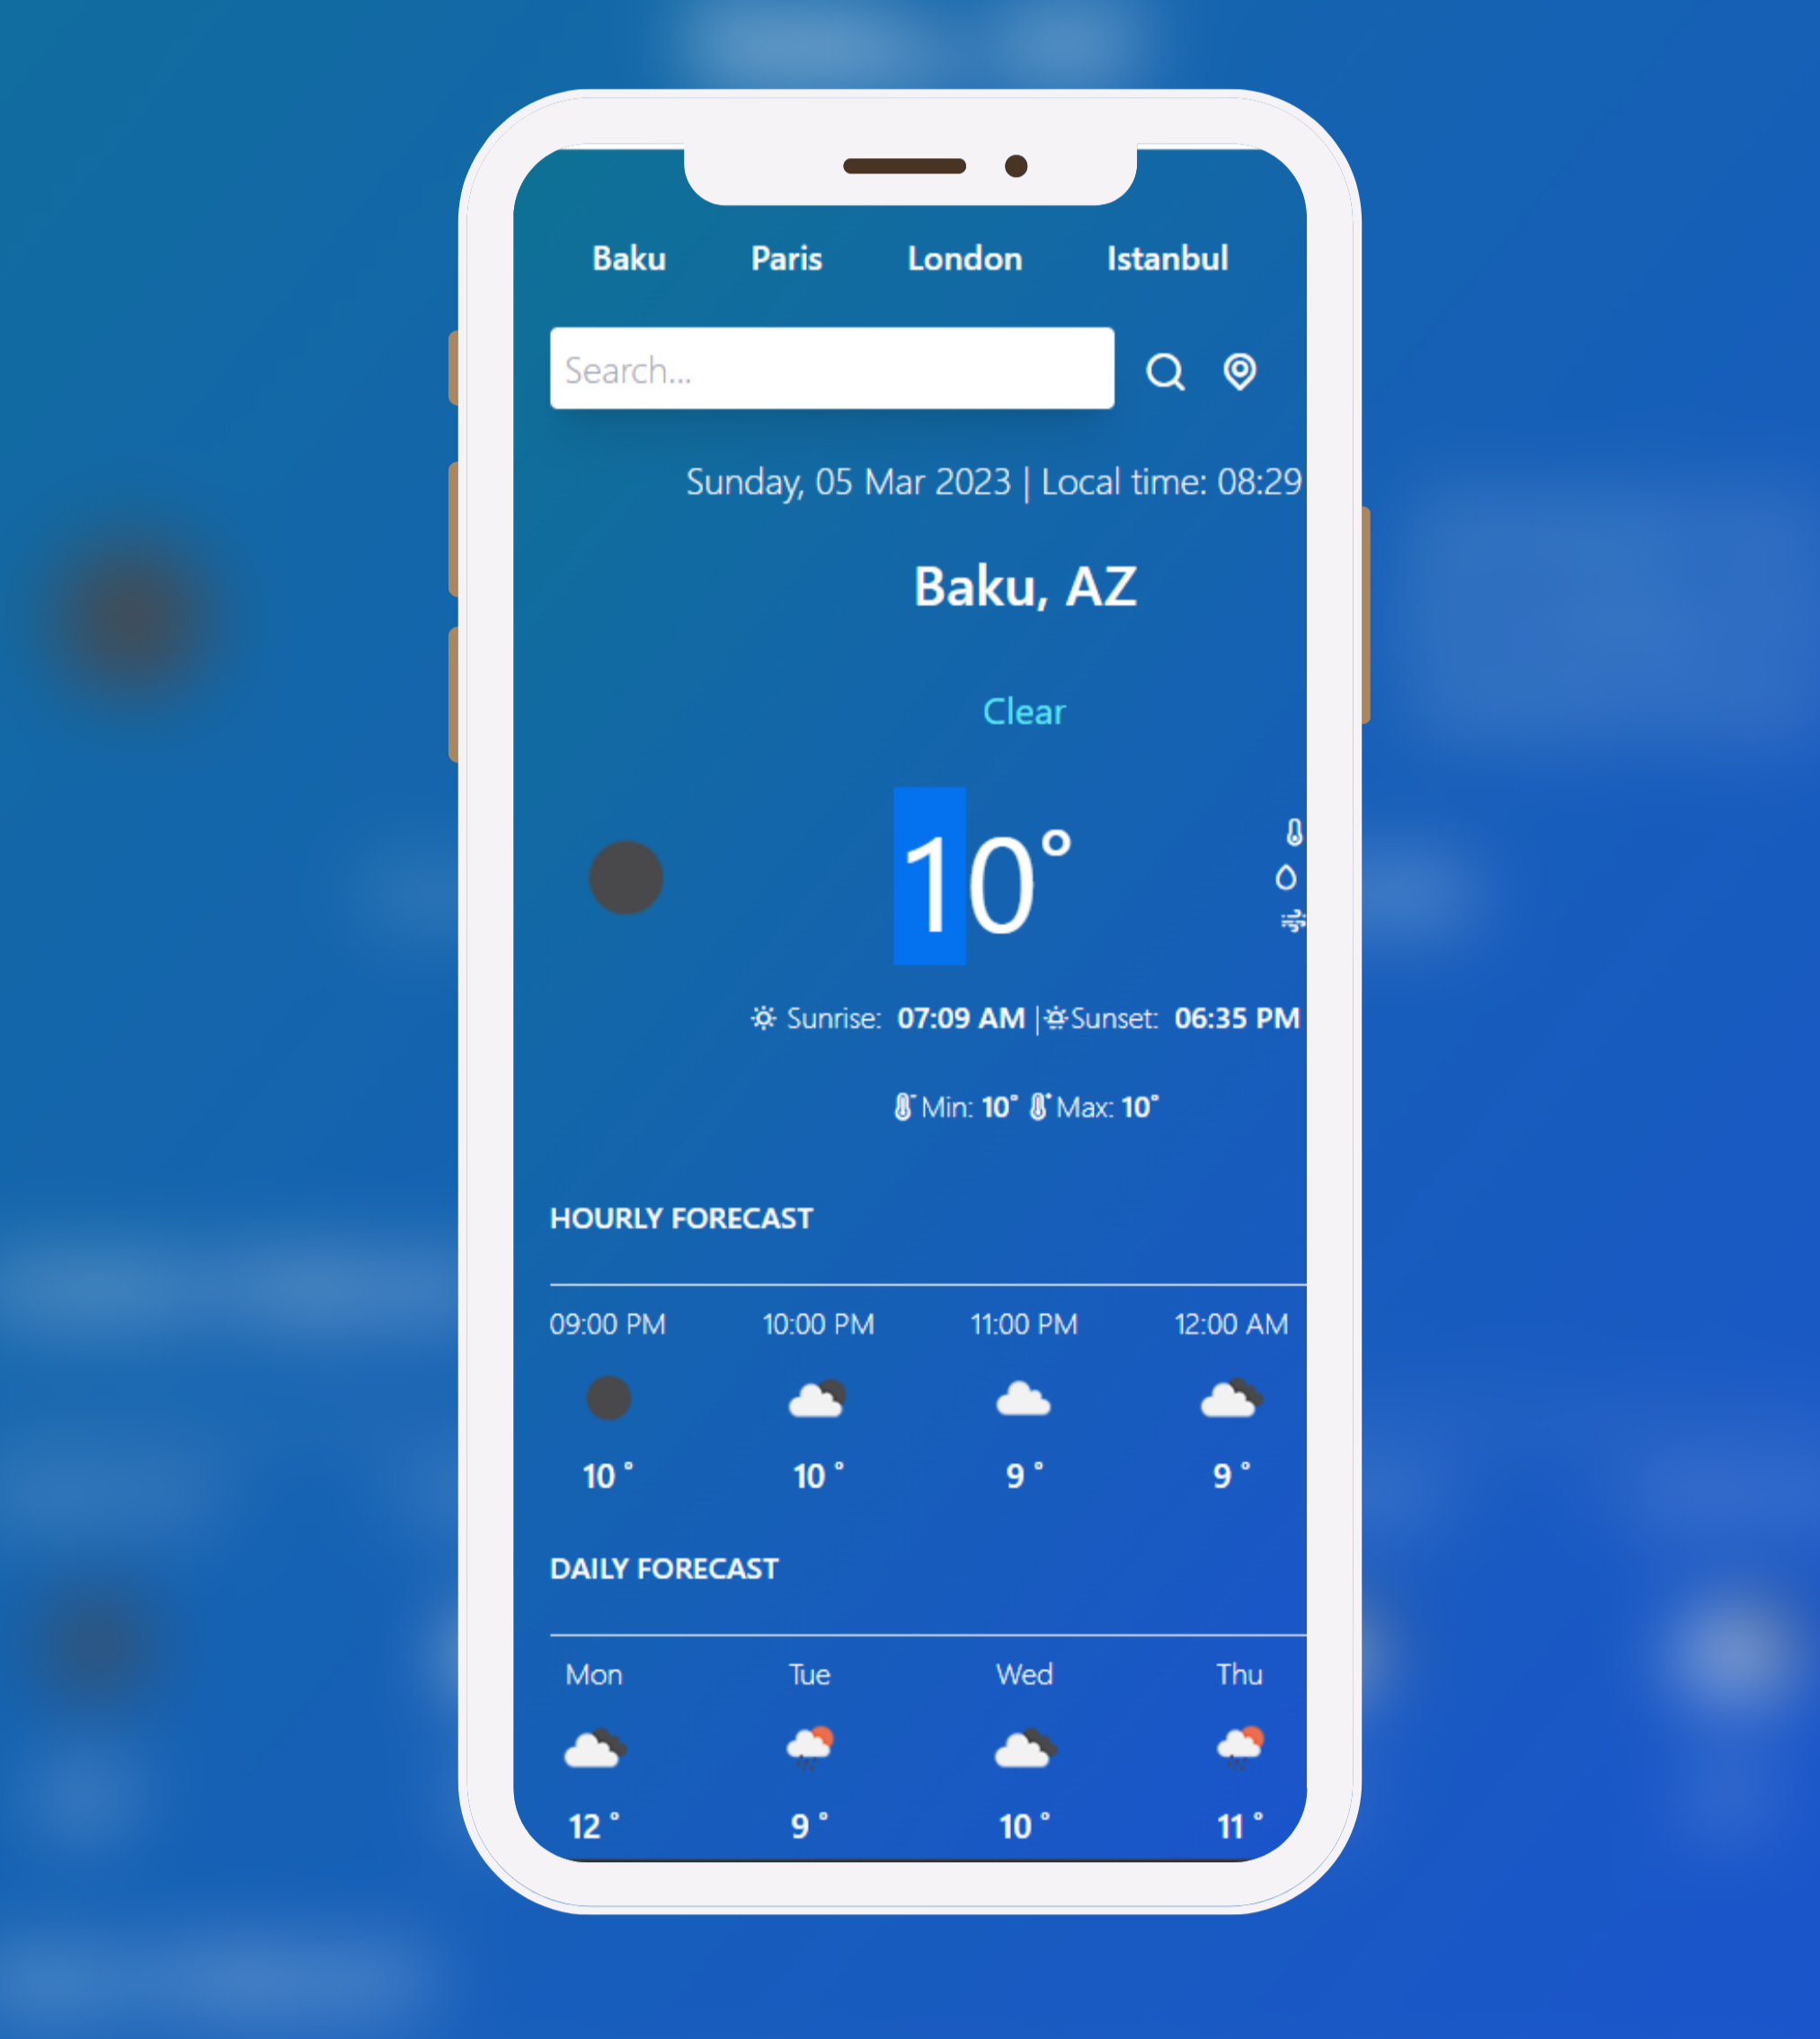 Baku Paris London Istanbul
Search...
Sunday, 05 Mar 2023 | Local time: 08:29
Baku, AZ
Clear
10°
Sunrise: 07:09 AM |Sunset: 06:35 PM
Min: 10° Max: 10°
HOURLY FORECAST
09:00 PM 10:00 PM 11:00 PM 12:00 AM
10 ° 10 ° 9 ° 9 °
DAILY FORECAST
Mon Tue Wed Thu
12 ° 9 ° 10 ° 11 °